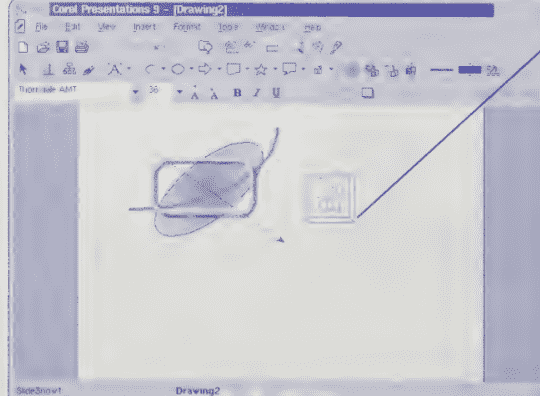 Corel Presentations 9 - [Drawing2]
File Edit View Insert Format Tools Window Help
36 A A B I U
SlideShow1 Drawing2